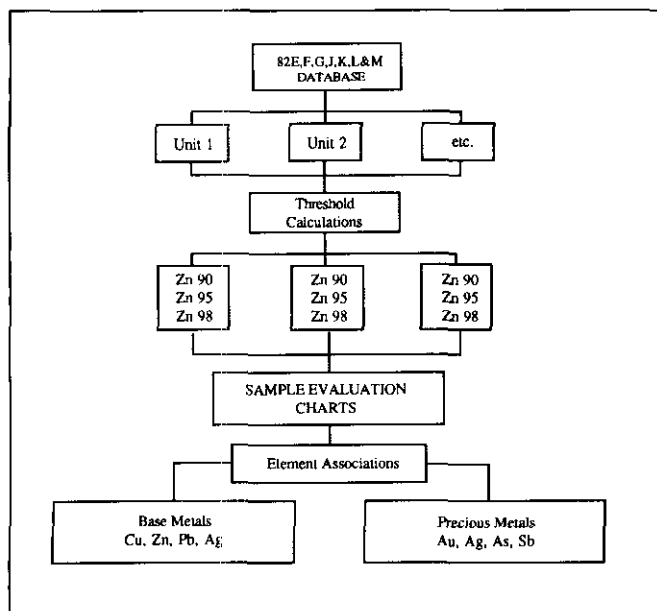 82E,F,G,J,K,L&M
DATABASE
Unit 1
Unit 2
etc.
Threshold
Calculations
Zn 90
Zn 95
Zn 98
Zn 90
Zn 95
Zn 98
Zn 90
Zn 95
Zn 98
SAMPLE EVALUATION
CHARTS
Element Associations
Base Metals
Cu, Zn, Pb, Ag
Precious Metals
Au, Ag, As, Sb